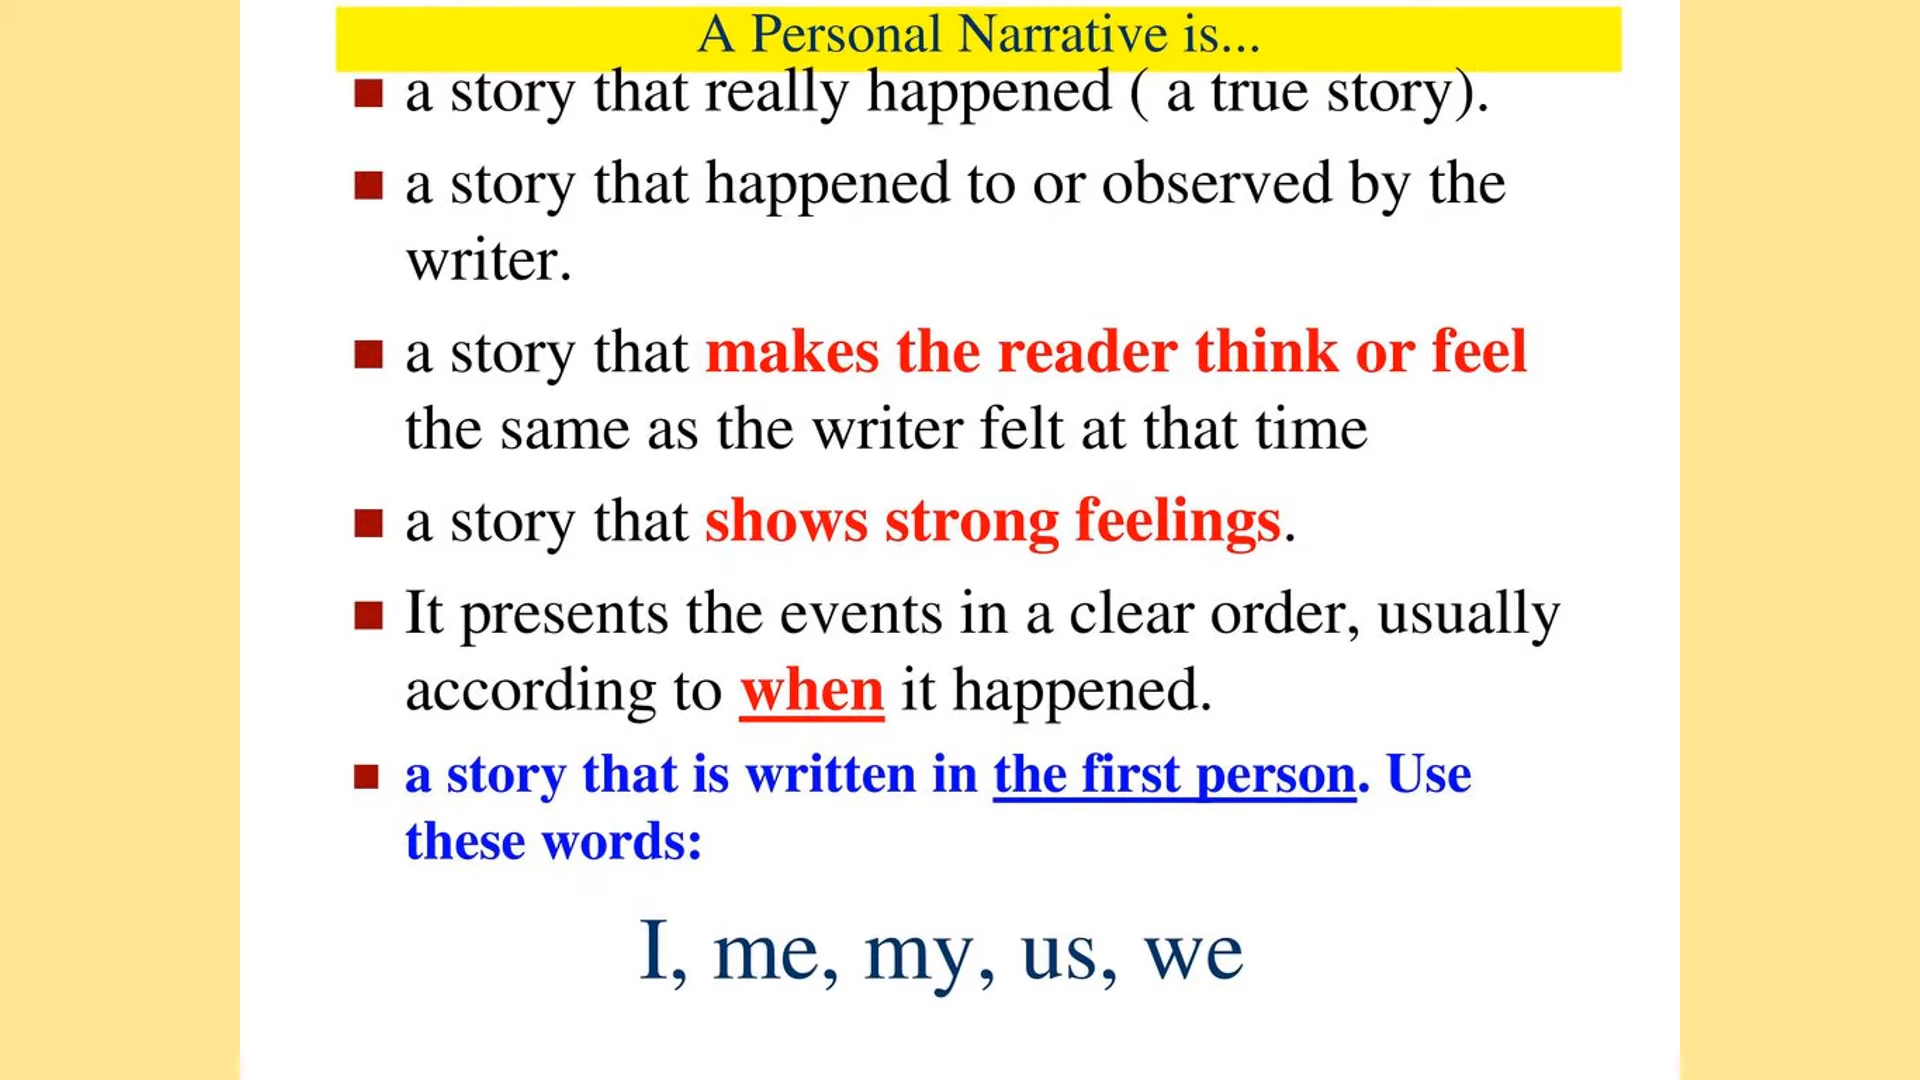 A Personal Narrative is...
a story that really happened ( a true story).
a story that happened to or observed by the
writer.
a story that makes the reader think or feel
the same as the writer felt at that time
a story that shows strong feelings.
It presents the events in a clear order, usually
according to when it happened.
a story that is written in the first person. Use
these words:
I, me, my, us, we